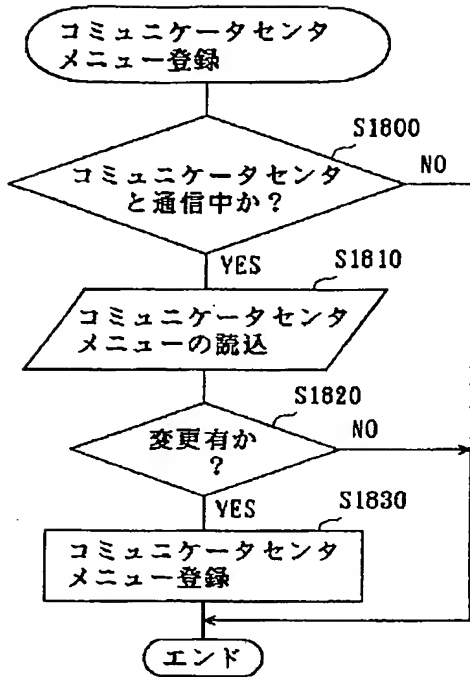 コミュニケータセンタ
メニュー登録
S1800
NO
コミュニケータセンタ
と通信中か？
YES
S1810
コミュニケータセンタ
メニューの読込
S1820
変更有か
？
NO
YES
S1830
コミュニケータセンタ
メニュー登録
エンド